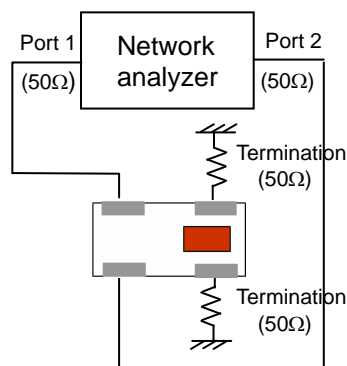 Port 1
Network
analyzer
Port 2
(50Ω)
(50Ω)
Termination
(50Ω)
Termination
(50Ω)